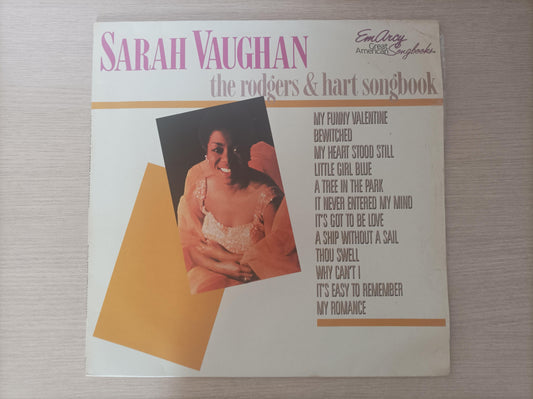 SARAH VAUGHAN
EmArcy
Great
American Songbooks
the rodgers & hart songbook
MY FUNNY VALENTINE
BEWITCHED
MY HEART STOOD STILL
LITTLE GIRL BLUE
A TREE IN THE PARK
IT NEVER ENTERED MY MIND
IT'S GOT TO BE LOVE
A SHIP WITHOUT A SAIL
THOU SWELL
WHY CAN'T I
IT'S EASY TO REMEMBER
MY ROMANCE